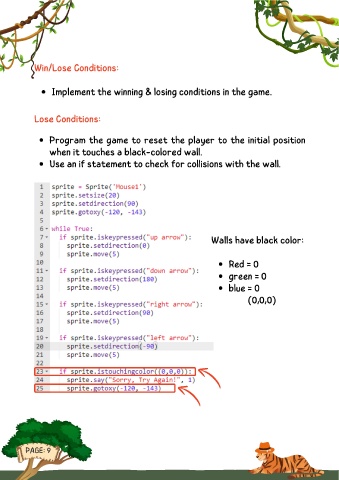 Win/Lose Conditions:
• Implement the winning & losing conditions in the game.
Lose Conditions:
• Program the game to reset the player to the initial position
when it touches a black-colored wall.
• Use an if statement to check for collisions with the wall.
1 sprite = Sprite('Mouse1')
2 sprite.setsize(20)
3 sprite.setdirection(90)
4 sprite.gotoxy(-120, -143)
5
6 while True:
7 if sprite.iskeypressed("up arrow"):
8 sprite.setdirection(0)
9 sprite.move(5)
10
11 if sprite.iskeypressed("down arrow"):
12 sprite.setdirection(180)
13 sprite.move(5)
14
15 if sprite.iskeypressed("right arrow"):
16 sprite.setdirection(90)
17 sprite.move(5)
18
19 if sprite.iskeypressed("left arrow"):
20 sprite.setdirection(-90)
21 sprite.move(5)
22
23 if sprite.istouchingcolor((0,0,0)):
24 sprite.say("Sorry, Try Again!", 1)
25 sprite.gotoxy(-120, -143)
Walls have black color:
• Red = 0
• green = 0
• blue = 0
(0,0,0)
PAGE: 9